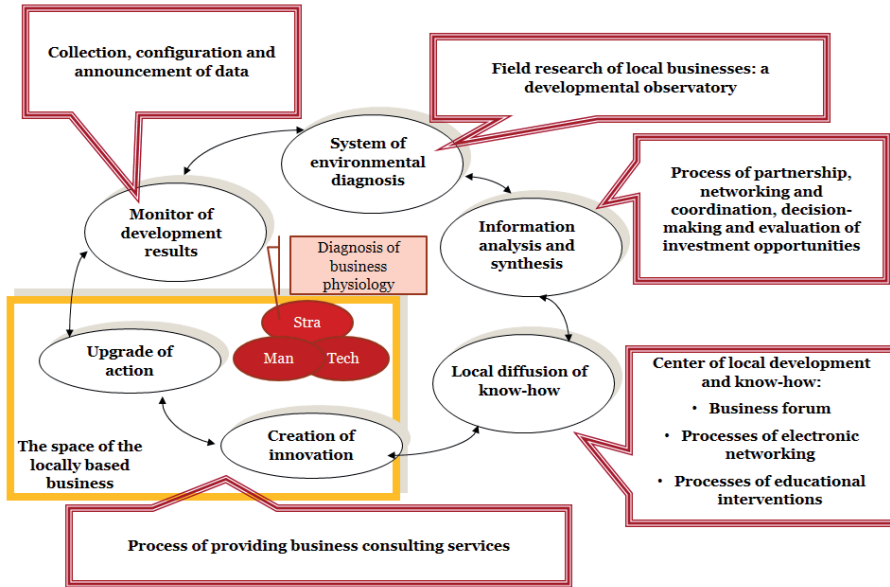 Collection, configuration and
announcement of data
Field research of local businesses: a
developmental observatory
System of
environmental
diagnosis
Process of partnership,
networking and
coordination, decision-
making and evaluation of
investment opportunities
Monitor of
development
results
Information
analysis and
synthesis
Diagnosis of
business
physiology
Stra
Man
Tech
Upgrade of
action
Local diffusion of
know-how
Center of local development
and know-how:
• Business forum
• Processes of electronic
networking
• Processes of educational
interventions
The space of the
locally based
business
Creation of
innovation
Process of providing business consulting services